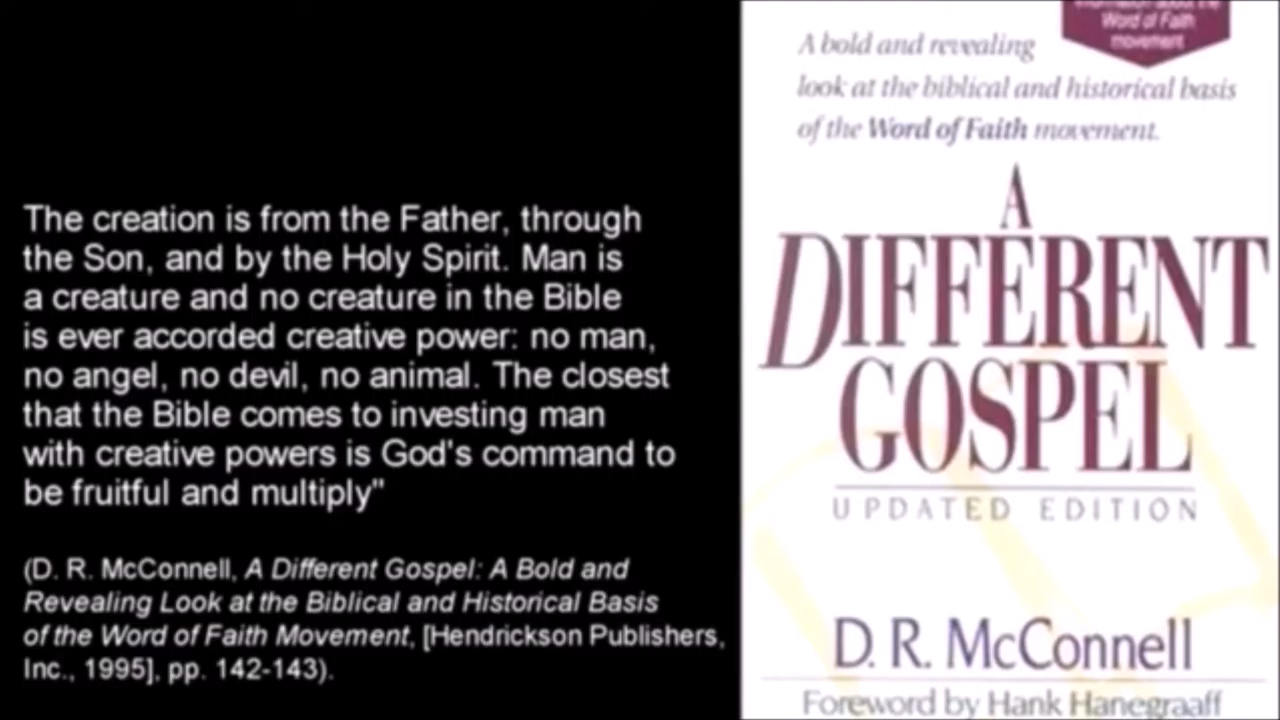 The creation is from the Father, through
the Son, and by the Holy Spirit. Man is
a creature and no creature in the Bible
is ever accorded creative power: no man,
no angel, no devil, no animal. The closest
that the Bible comes to investing man
with creative powers is God's command to
be fruitful and multiply"
(D. R. McConnell, A Different Gospel: A Bold and
Revealing Look at the Biblical and Historical Basis
of the Word of Faith Movement, [Hendrickson Publishers,
Inc., 1995], pp. 142-143).
information about the
Word of Faith
movement
A bold and revealing
look at the biblical and historical basis
of the Word of Faith movement.
A
DIFFERENT
GOSPEL
UPDATED EDITION
D. R. McConnell
Foreword by Hank Hanegraaff